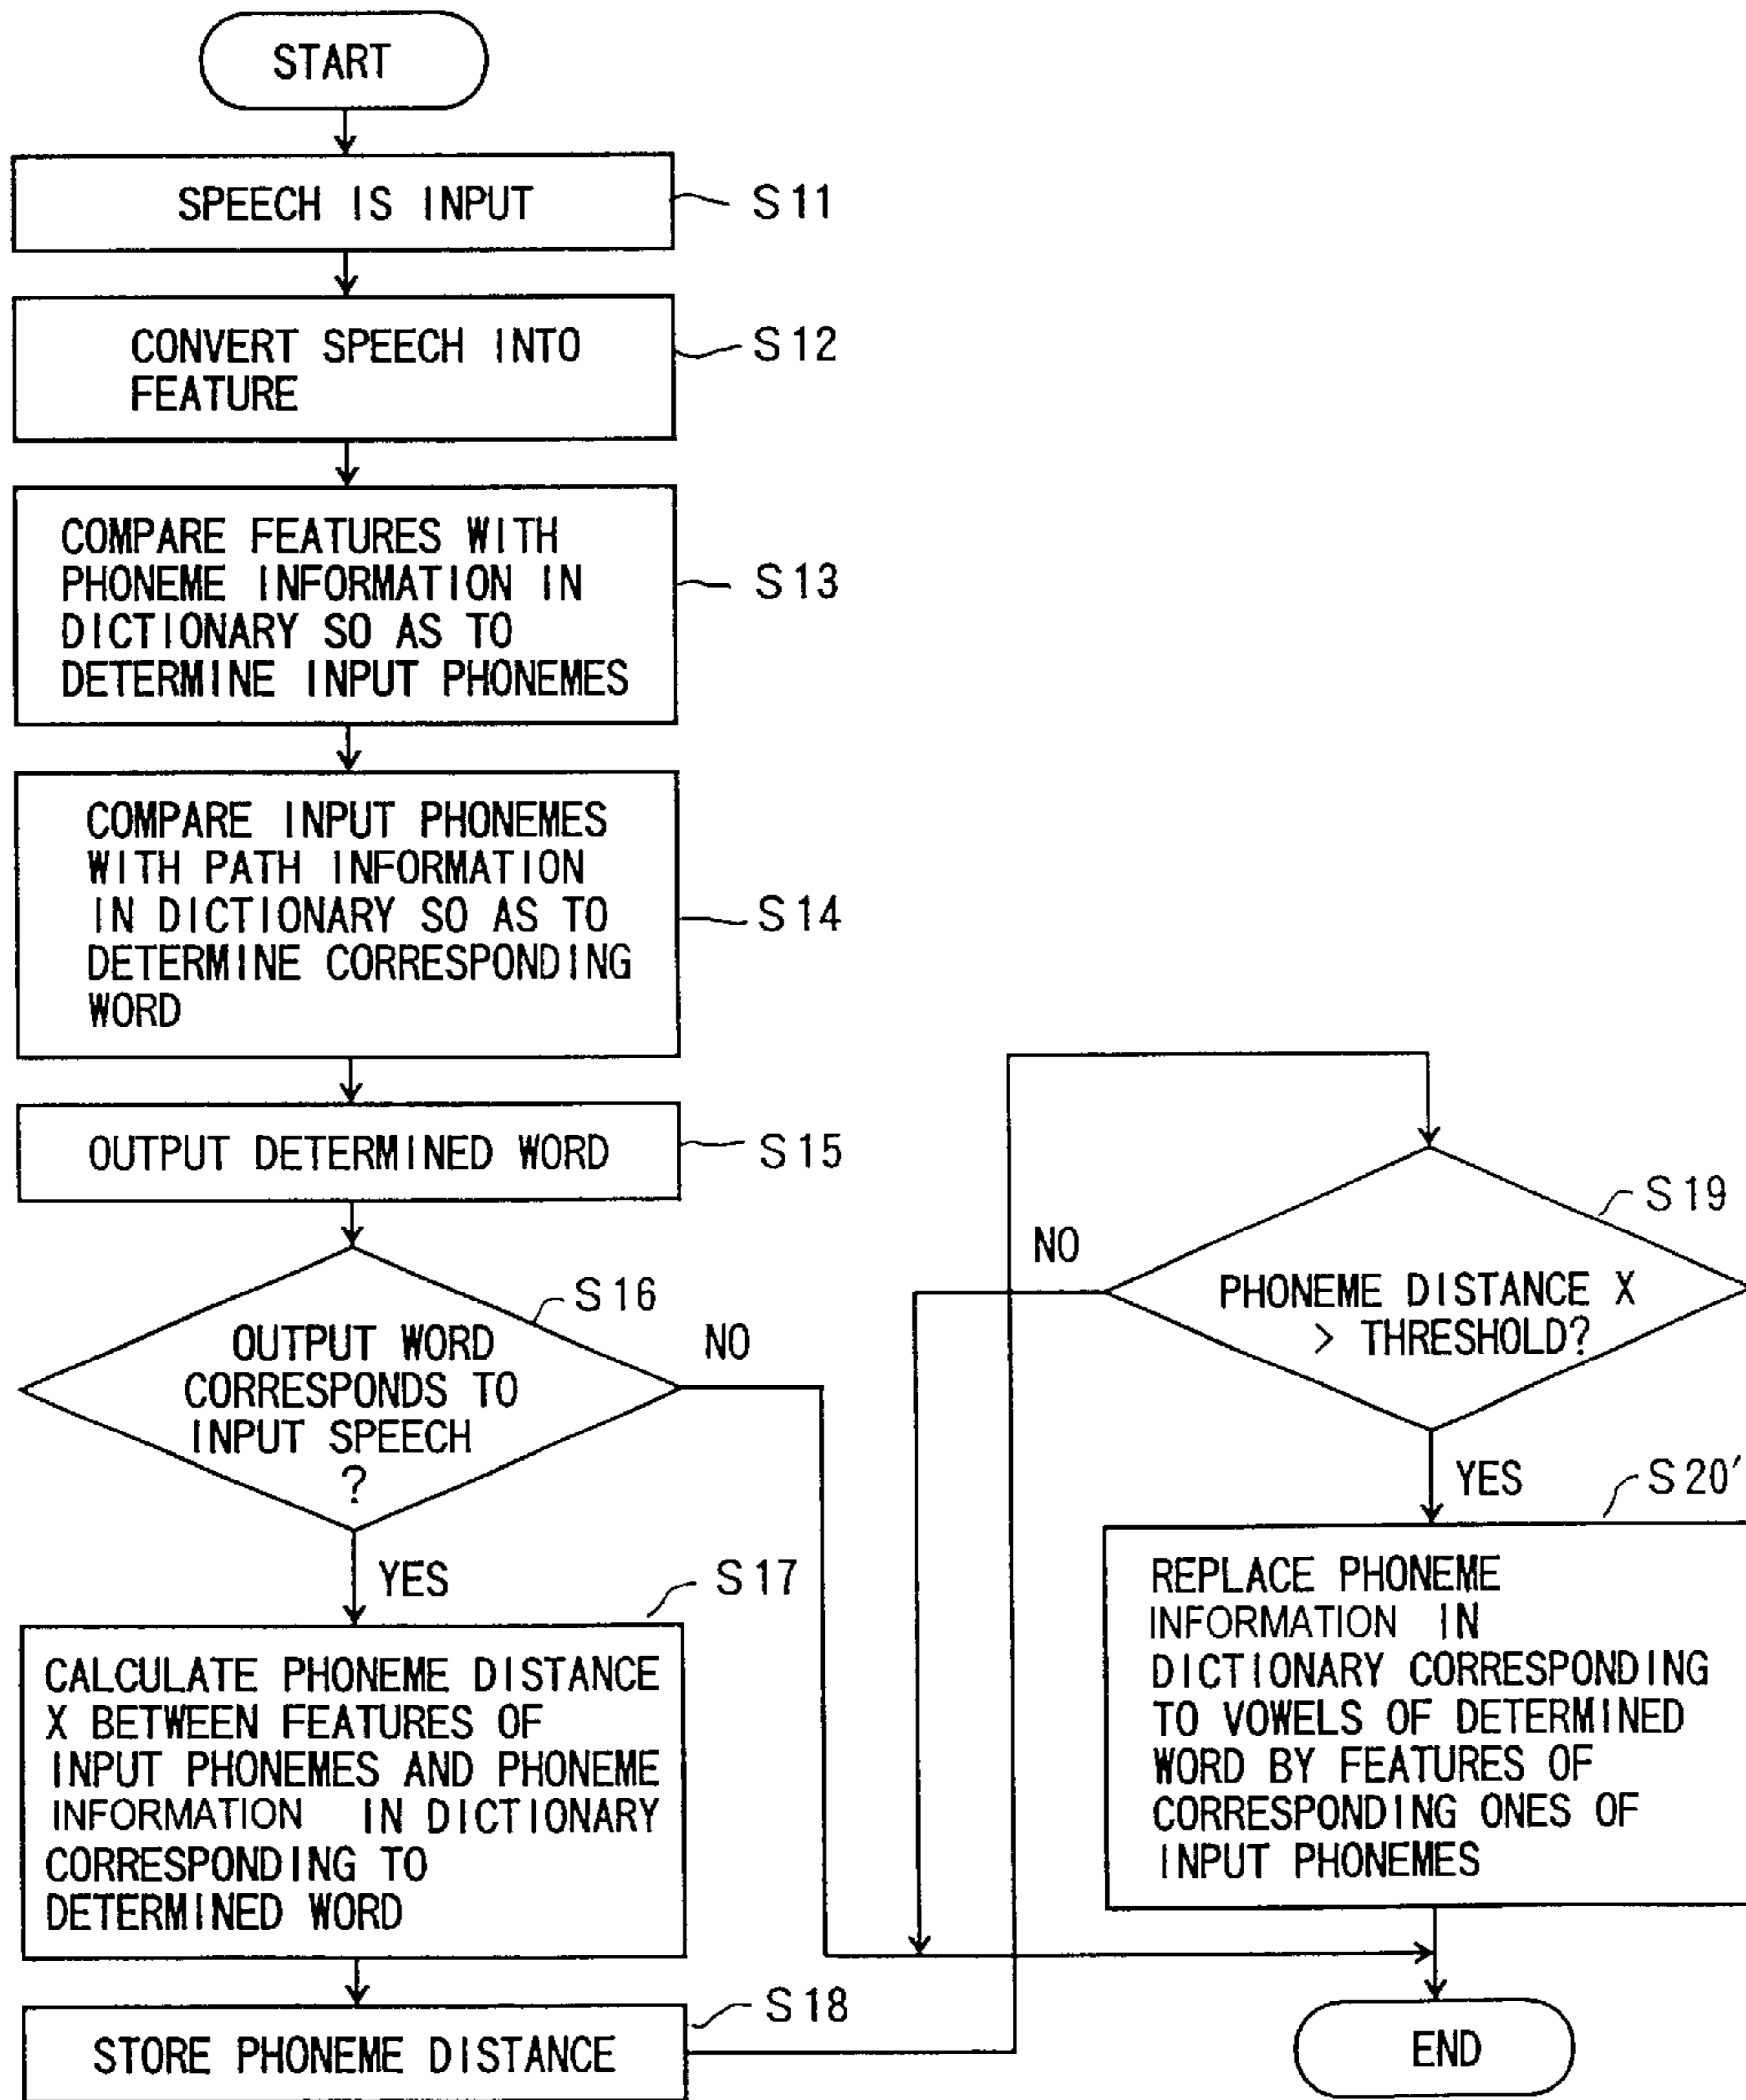 START
SPEECH IS INPUT
S11
CONVERT SPEECH INTO
FEATURE
S12
COMPARE FEATURES WITH
PHONEME INFORMATION IN
DICTIONARY SO AS TO
DETERMINE INPUT PHONEMES
S13
COMPARE INPUT PHONEMES
WITH PATH INFORMATION
IN DICTIONARY SO AS TO
DETERMINE CORRESPONDING
WORD
S14
OUTPUT DETERMINED WORD
S15
S16
OUTPUT WORD
CORRESPONDS TO
INPUT SPEECH
?
NO
YES
S17
CALCULATE PHONEME DISTANCE
X BETWEEN FEATURES OF
INPUT PHONEMES AND PHONEME
INFORMATION IN DICTIONARY
CORRESPONDING TO
DETERMINED WORD
S18
STORE PHONEME DISTANCE
S19
NO
PHONEME DISTANCE X
> THRESHOLD?
YES
S20'
REPLACE PHONEME
INFORMATION IN
DICTIONARY CORRESPONDING
TO VOWELS OF DETERMINED
WORD BY FEATURES OF
CORRESPONDING ONES OF
INPUT PHONEMES
END